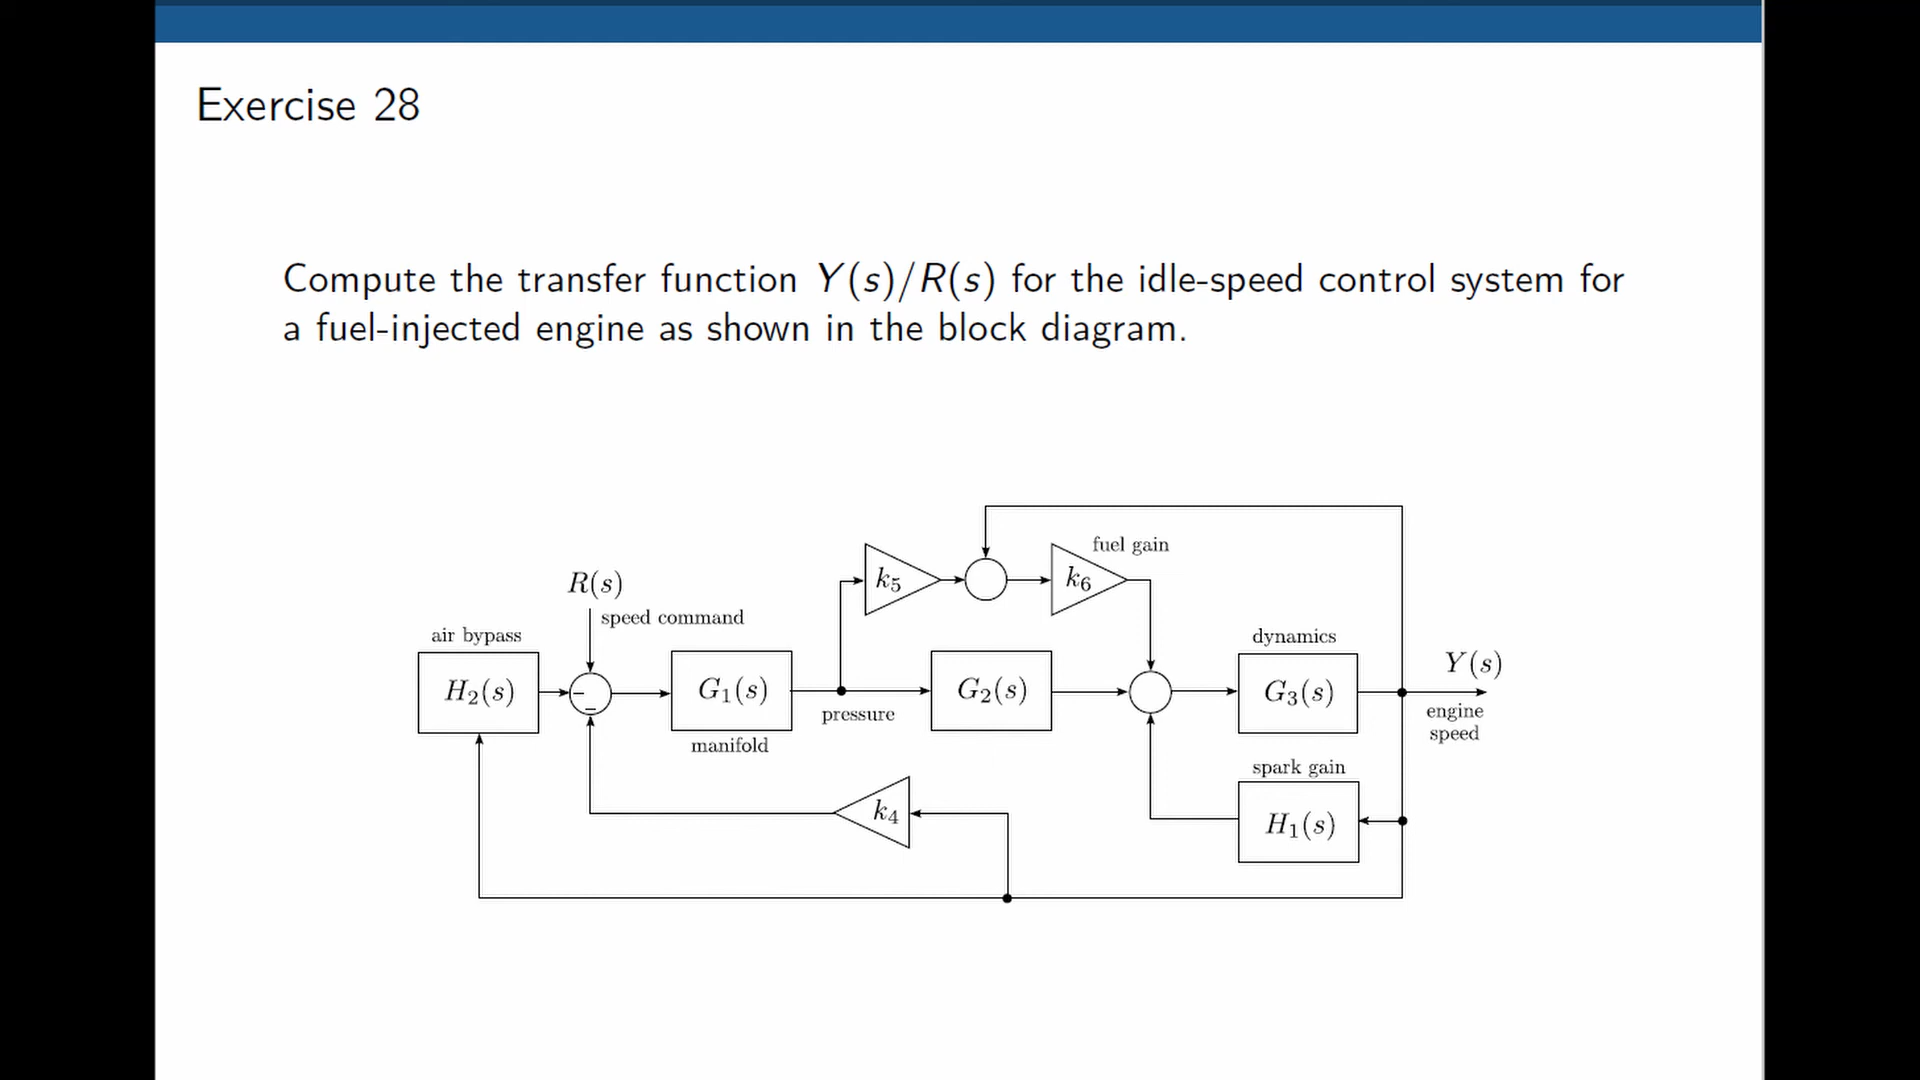 Exercise 28
Compute the transfer function Y(s)/R(s) for the idle-speed control system for
a fuel-injected engine as shown in the block diagram.
fuel gain
k₅
k₆
R(s)
speed command
air bypass
dynamics
Y(s)
H₂(s)
−
−
G₁(s)
G₂(s)
G₃(s)
pressure
engine
speed
manifold
spark gain
k₄
H₁(s)